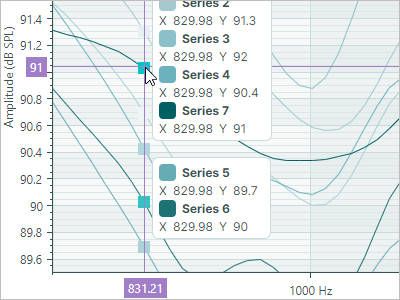 Series 2
X 829.98 Y 91.3
Series 3
X 829.98 Y 92
Series 4
X 829.98 Y 90.4
Series 7
X 829.98 Y 91
Series 5
X 829.98 Y 89.7
Series 6
X 829.98 Y 90
Amplitude (dB SPL)
91.4
91.2
91
90.8
90.6
90.4
90.2
90
89.8
89.6
831.21
1000 Hz